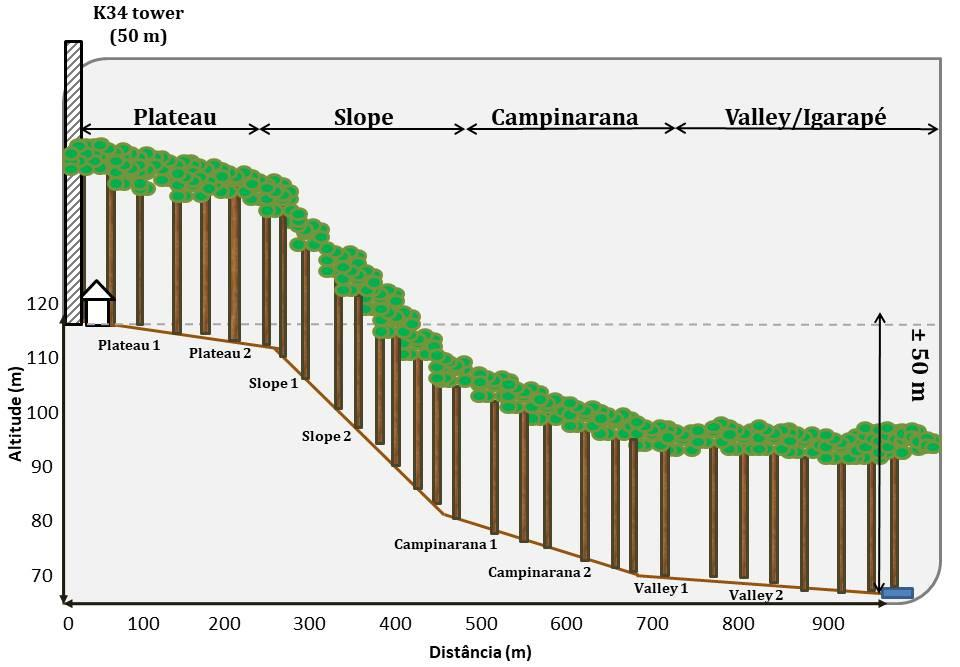 K34 tower
(50 m)
Plateau
Slope
Campinarana
Valley/Igarapé
120
110
100
90
80
70
Altitude (m)
± 50 m
Plateau 1
Plateau 2
Slope 1
Slope 2
Campinarana 1
Campinarana 2
Valley 1
Valley 2
0 100 200 300 400 500 600 700 800 900
Distância (m)